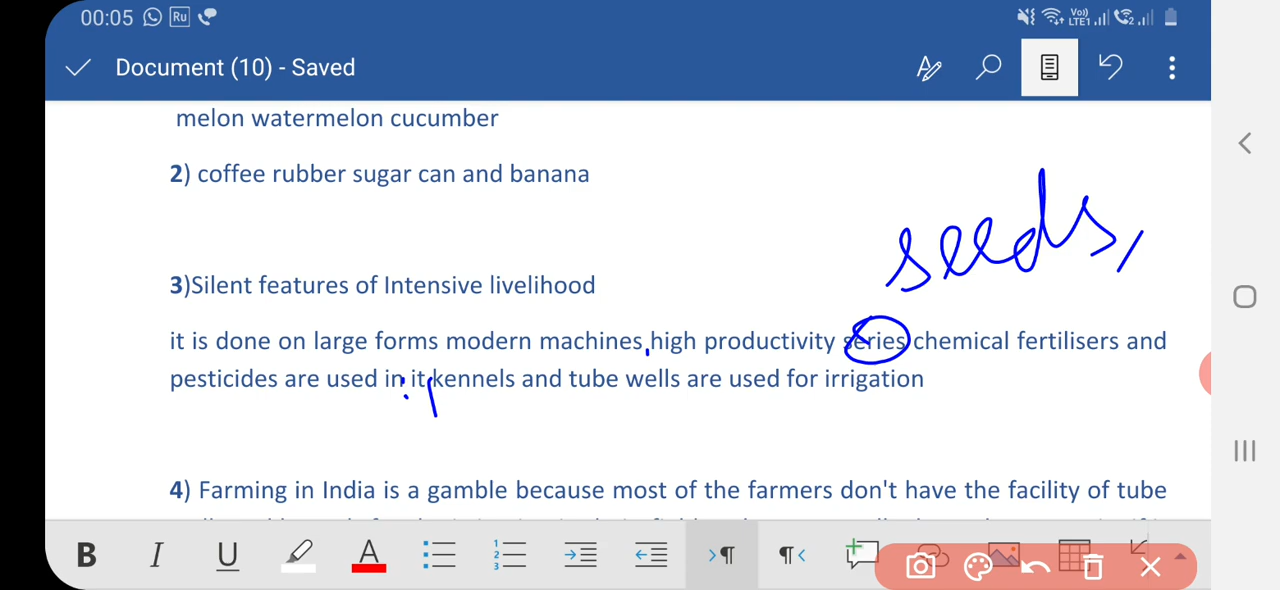 00:05 Ru Vo) LTE1 2
Document (10) - Saved
melon watermelon cucumber
2) coffee rubber sugar can and banana
seeds,
3)Silent features of Intensive livelihood
it is done on large forms modern machines,high productivity series chemical fertilisers and
pesticides are used in it kennels and tube wells are used for irrigation
4) Farming in India is a gamble because most of the farmers don't have the facility of tube
B I U A